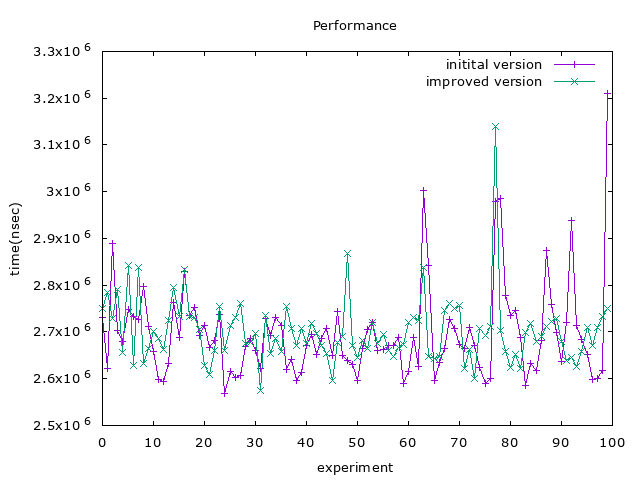 Performance
initital version
improved version
time(nsec)
3.3x10^6
3.2x10^6
3.1x10^6
3x10^6
2.9x10^6
2.8x10^6
2.7x10^6
2.6x10^6
2.5x10^6
0 10 20 30 40 50 60 70 80 90 100
experiment